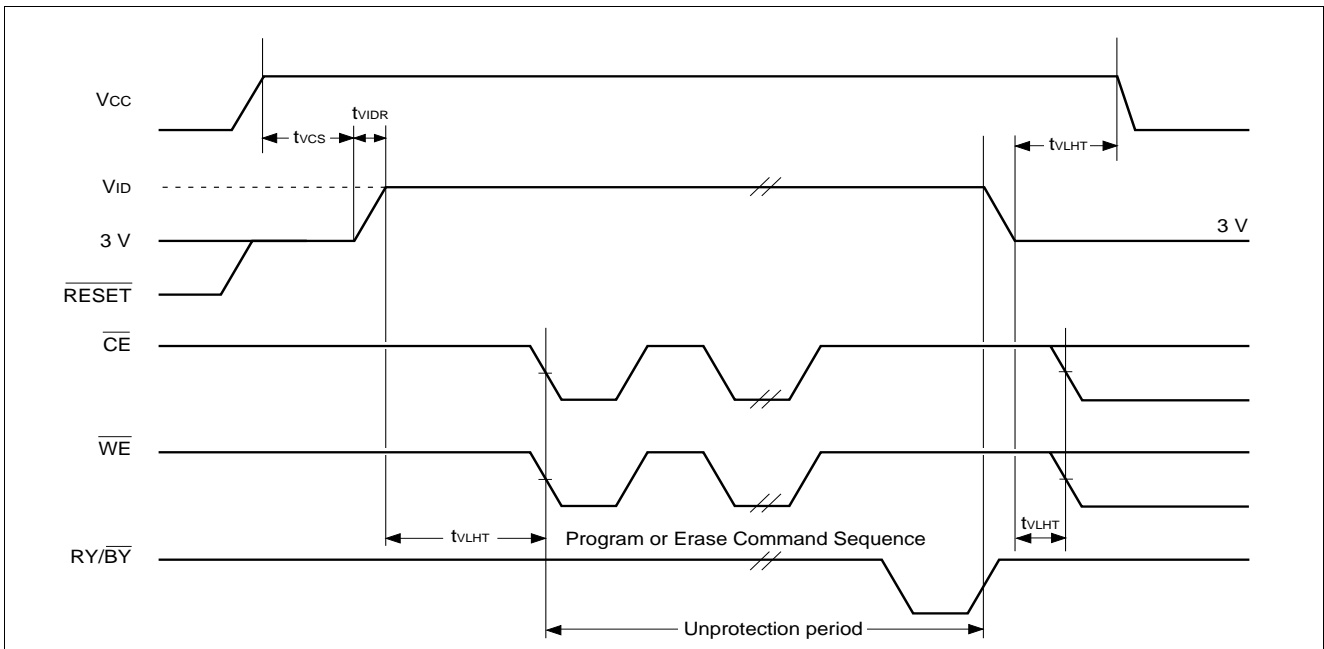 VCC
tVIDR
tVCS
tVLHT
VID
3 V
3 V
RESET
CE
WE
tVLHT
Program or Erase Command Sequence
tVLHT
RY/BY
Unprotection period